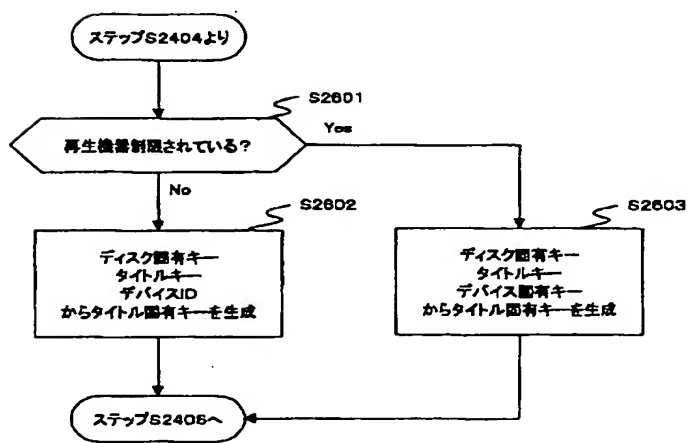 ステップS2404より
S2601
再生機器制限されている?
Yes
No
S2602
S2603
ディスク固有キー
タイトルキー
デバイスID
からタイトル固有キーを生成
ディスク固有キー
タイトルキー
デバイス固有キー
からタイトル固有キーを生成
ステップS2405へ